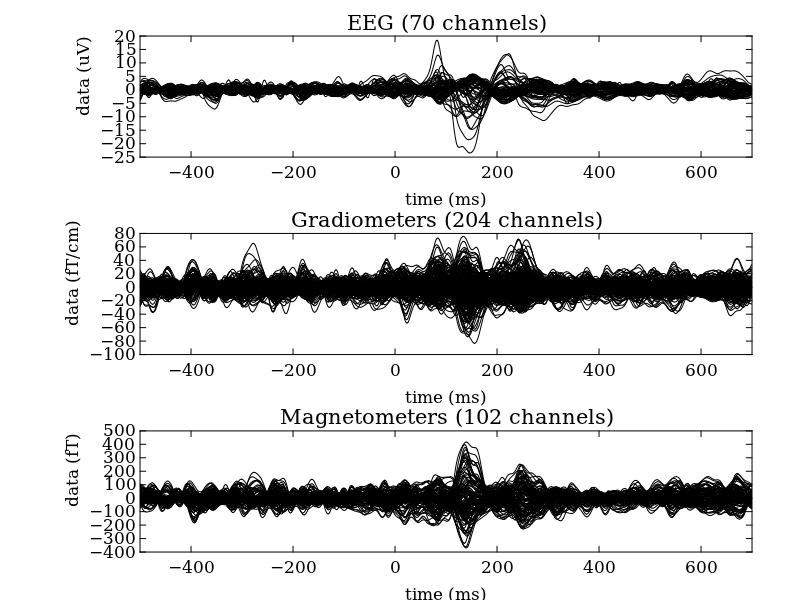 EEG (70 channels)
data (uV)
20
15
10
5
0
−5
−10
−15
−20
−25
−400 −200 0 200 400 600
time (ms)
Gradiometers (204 channels)
data (fT/cm)
80
60
40
20
0
−20
−40
−60
−80
−100
−400 −200 0 200 400 600
time (ms)
Magnetometers (102 channels)
data (fT)
500
400
300
200
100
0
−100
−200
−300
−400
−400 −200 0 200 400 600
time (ms)